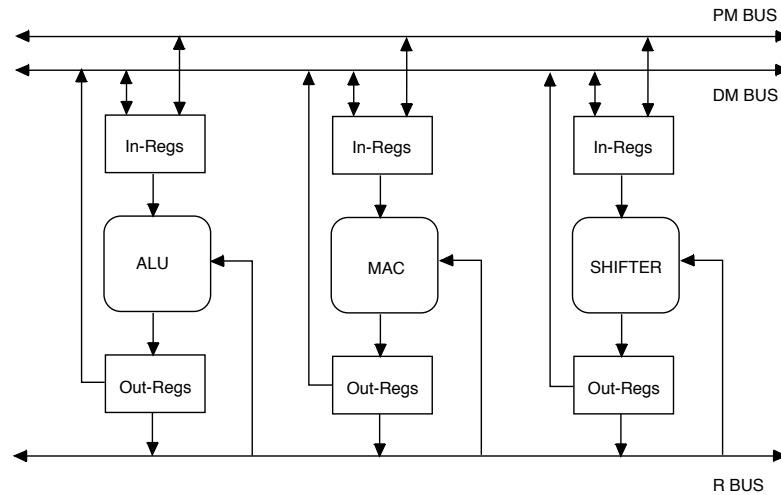 PM BUS
DM BUS
In-Regs
In-Regs
In-Regs
ALU
MAC
SHIFTER
Out-Regs
Out-Regs
Out-Regs
R BUS